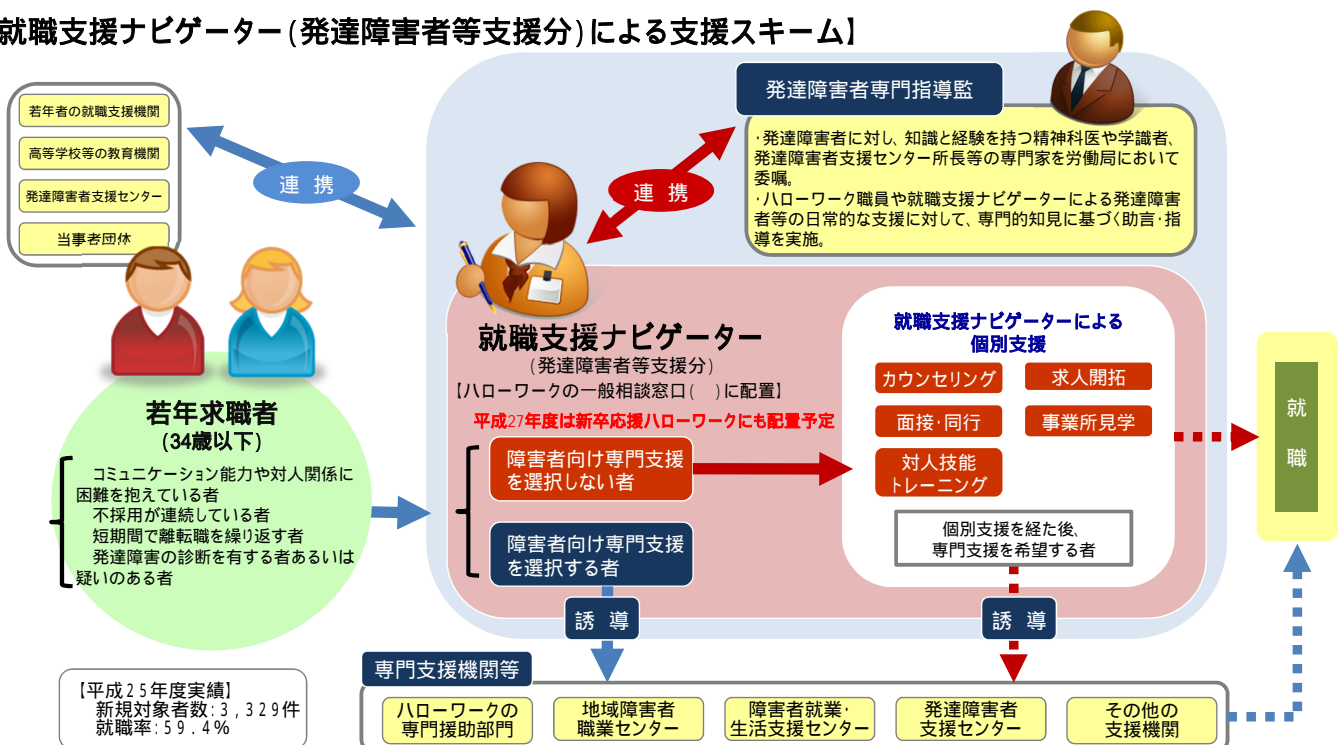 就職支援ナビゲーター(発達障害者等支援分)による支援スキーム】
若年者の就職支援機関
高等学校等の教育機関
発達障害者支援センター
当事者団体
連 携
連 携
発達障害者専門指導監
・発達障害者に対し、知識と経験を持つ精神科医や学識者、
発達障害者支援センター所長等の専門家を労働局において
委嘱。
・ハローワーク職員や就職支援ナビゲーターによる発達障害
者等の日常的な支援に対して、専門的知見に基づく助言・指
導を実施。
若年求職者
(34歳以下)
コミュニケーション能力や対人関係に
困難を抱えている者
不採用が連続している者
短期間で離転職を繰り返す者
発達障害の診断を有する者あるいは
疑いのある者
就職支援ナビゲーター
(発達障害者等支援分)
【ハローワークの一般相談窓口( )に配置】
平成27年度は新卒応援ハローワークにも配置予定
障害者向け専門支援
を選択しない者
障害者向け専門支援
を選択する者
就職支援ナビゲーターによる
個別支援
カウンセリング
求人開拓
面接・同行
事業所見学
対人技能
トレーニング
個別支援を経た後、
専門支援を希望する者
就
職
誘 導
誘 導
専門支援機関等
ハローワークの
専門援助部門
地域障害者
職業センター
障害者就業・
生活支援センター
発達障害者
支援センター
その他の
支援機関
【平成25年度実績】
新規対象者数:3,329件
就職率:59.4%